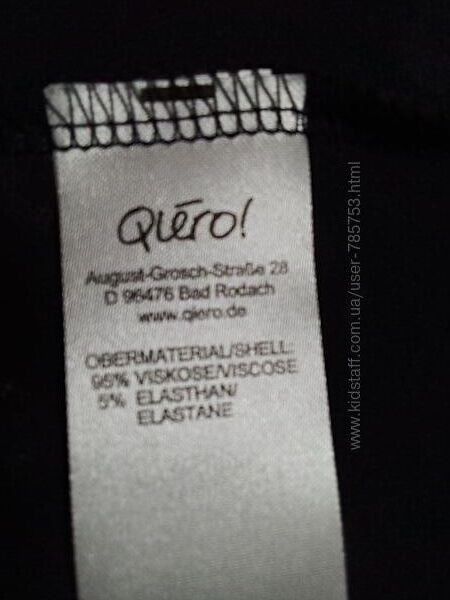 Qiéro!
August-Grosch-Straße 28
D 96476 Bad Rodach
www.qiero.de
OBERMATERIAL/SHELL:
95% VISKOSE/VISCOSE
5% ELASTHAN/
ELASTANE
www.kidstaff.com.ua/user-785753.html